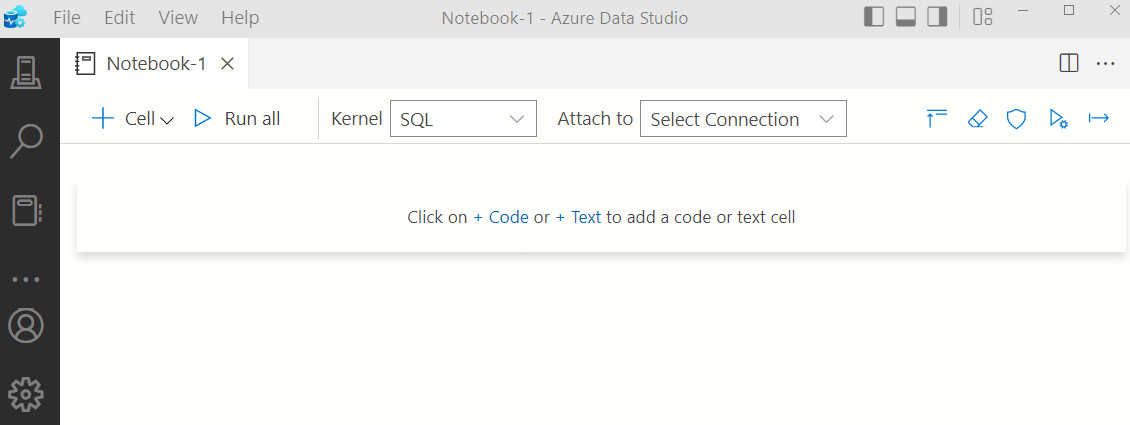 File Edit View Help Notebook-1 - Azure Data Studio
Notebook-1
Cell Run all Kernel SQL Attach to Select Connection
Click on + Code or + Text to add a code or text cell